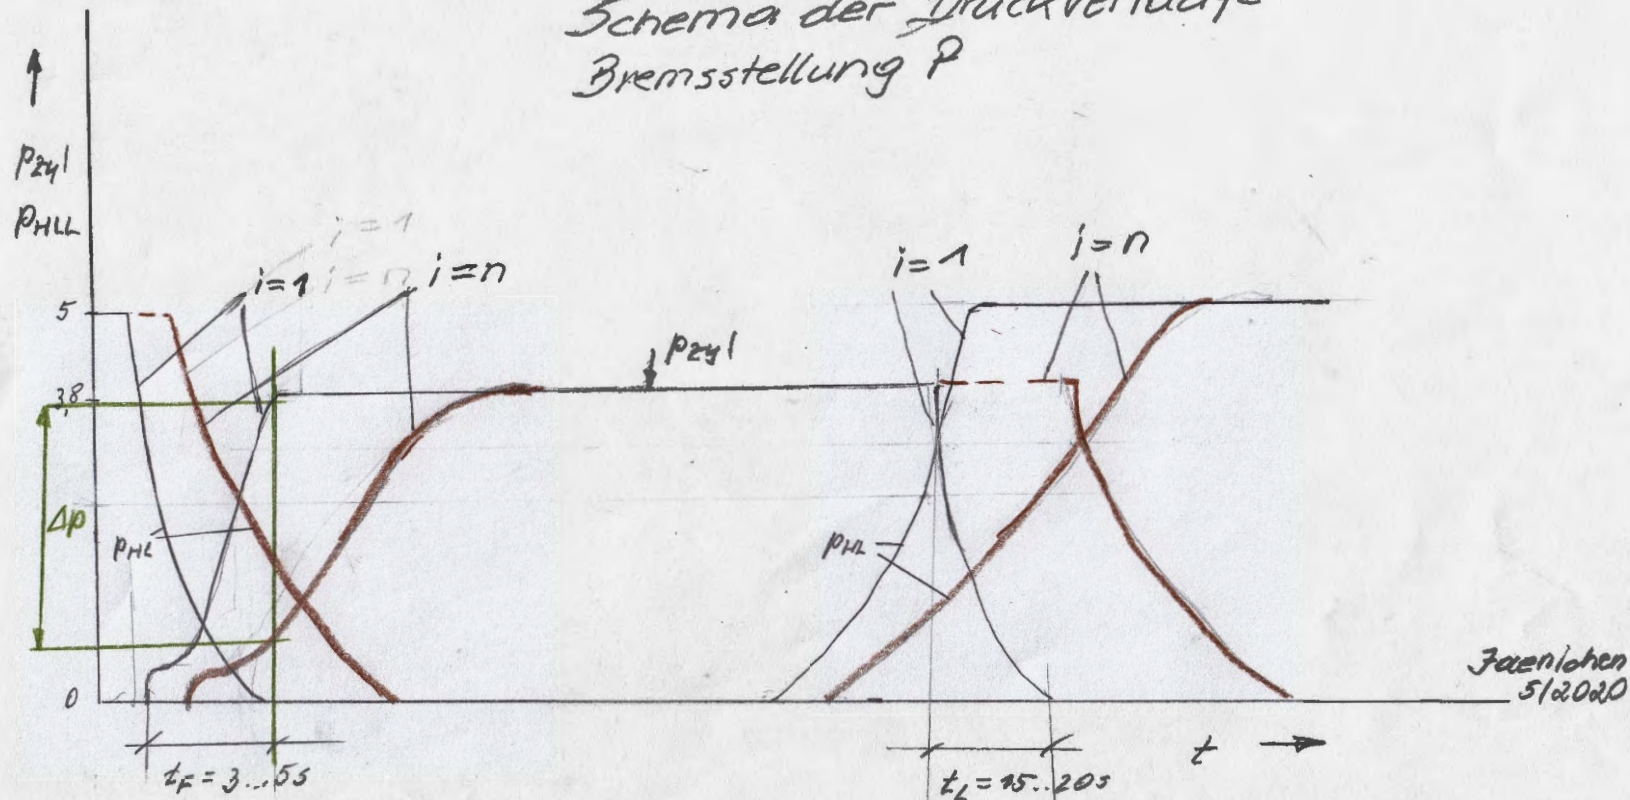 Schema der Druckverläufe
Bremsstellung P
pzyl
pHLL
i=1
i=n
i=1
i=n
i=1
i=n
5
3,8
pzyl
Δp
pHL
pHL
0
Jaenichen
5/2020
t
tF = 3...5s
tL = 15..20s